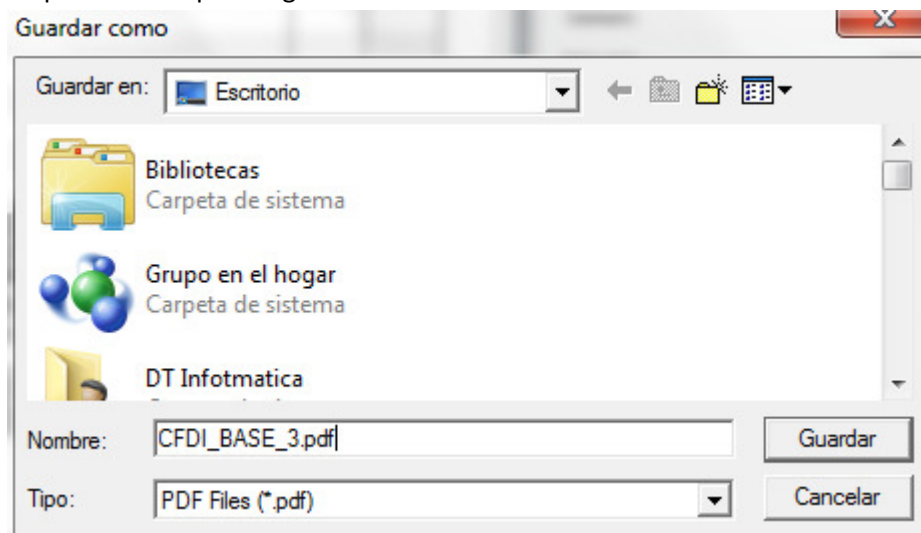 Guardar como
Guardar en: Escritorio
Bibliotecas
Carpeta de sistema
Grupo en el hogar
Carpeta de sistema
DT Infotmatica
Nombre: CFDI_BASE_3.pdf Guardar
Tipo: PDF Files (*.pdf) Cancelar